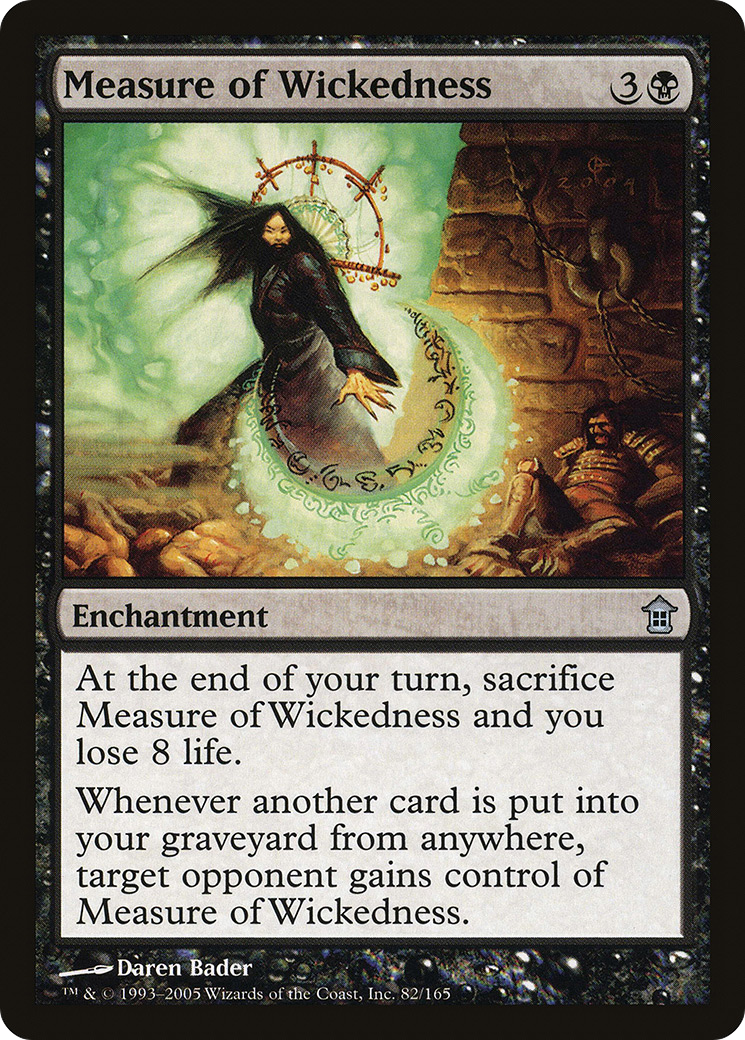 Measure of Wickedness 3
2004
Enchantment
At the end of your turn, sacrifice
Measure of Wickedness and you
lose 8 life.
Whenever another card is put into
your graveyard from anywhere,
target opponent gains control of
Measure of Wickedness.
Daren Bader
™ & © 1993–2005 Wizards of the Coast, Inc. 82/165